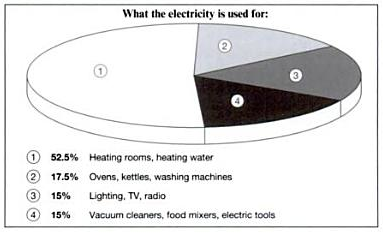 What the electricity is used for:
2
1
3
4
1 52.5% Heating rooms, heating water
2 17.5% Ovens, kettles, washing machines
3 15% Lighting, TV, radio
4 15% Vacuum cleaners, food mixers, electric tools